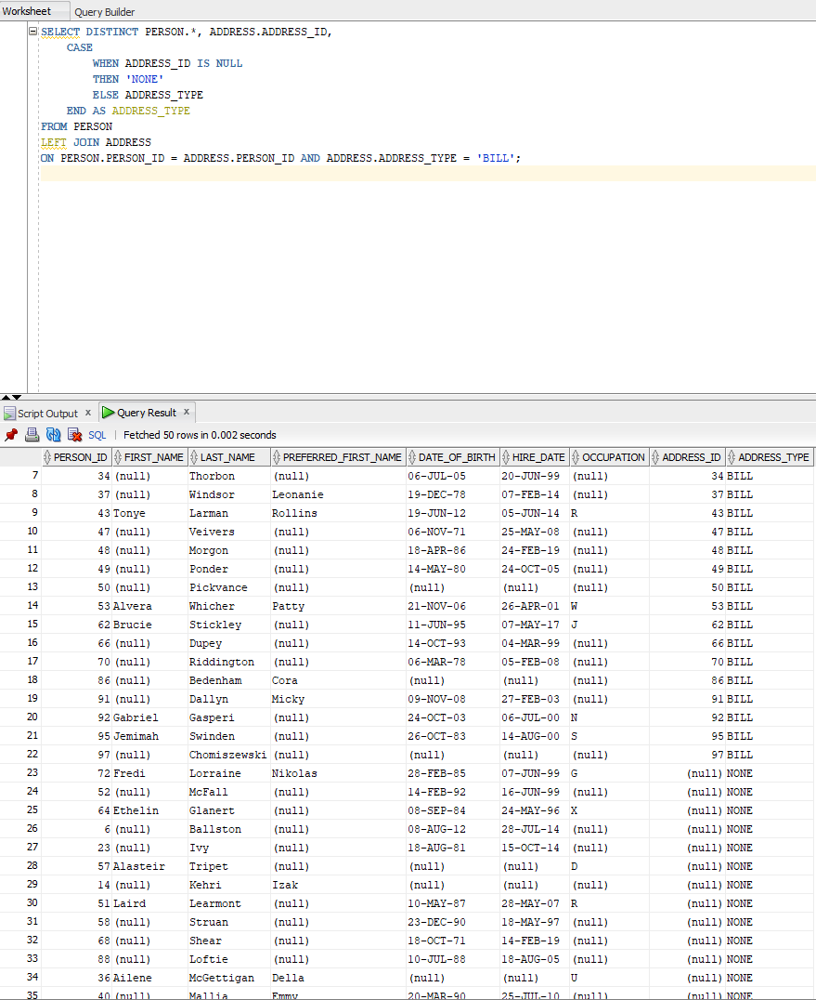 Worksheet Query Builder
SELECT DISTINCT PERSON.*, ADDRESS.ADDRESS_ID,
CASE
WHEN ADDRESS_ID IS NULL
THEN 'NONE'
ELSE ADDRESS_TYPE
END AS ADDRESS_TYPE
FROM PERSON
LEFT JOIN ADDRESS
ON PERSON.PERSON_ID = ADDRESS.PERSON_ID AND ADDRESS.ADDRESS_TYPE = 'BILL';
Script Output x Query Result x
SQL | Fetched 50 rows in 0.002 seconds
PERSON_ID FIRST_NAME LAST_NAME PREFERRED_FIRST_NAME DATE_OF_BIRTH HIRE_DATE OCCUPATION ADDRESS_ID ADDRESS_TYPE
7 34 (null) Thorbon (null) 06-JUL-05 20-JUN-99 (null) 34 BILL
8 37 (null) Windsor Leonanie 19-DEC-78 07-FEB-14 (null) 37 BILL
9 43 Tonye Larman Rollins 19-JUN-12 05-JUN-14 R 43 BILL
10 47 (null) Veivers (null) 06-NOV-71 25-MAY-08 (null) 47 BILL
11 48 (null) Morgon (null) 18-APR-86 24-FEB-19 (null) 48 BILL
12 49 (null) Ponder (null) 14-MAY-80 24-OCT-05 (null) 49 BILL
13 50 (null) Pickvance (null) (null) (null) (null) 50 BILL
14 53 Alvera Whicher Patty 21-NOV-06 26-APR-01 W 53 BILL
15 62 Brucie Stickley (null) 11-JUN-95 07-MAY-17 J 62 BILL
16 66 (null) Dupey (null) 14-OCT-93 04-MAR-99 (null) 66 BILL
17 70 (null) Riddington (null) 06-MAR-78 05-FEB-08 (null) 70 BILL
18 86 (null) Bedenham Cora (null) (null) (null) 86 BILL
19 91 (null) Dallyn Micky 09-NOV-08 27-FEB-03 (null) 91 BILL
20 92 Gabriel Gasperi (null) 24-OCT-03 06-JUL-00 N 92 BILL
21 95 Jemimah Swinden (null) 26-OCT-83 14-AUG-00 S 95 BILL
22 97 (null) Chomiszewski (null) (null) (null) (null) 97 BILL
23 72 Fredi Lorraine Nikolas 28-FEB-85 07-JUN-99 G (null) NONE
24 52 (null) McFall (null) 14-FEB-92 16-JUN-99 (null) (null) NONE
25 64 Ethelin Glanert (null) 08-SEP-84 24-MAY-96 X (null) NONE
26 6 (null) Ballston (null) 08-AUG-12 28-JUL-14 (null) (null) NONE
27 23 (null) Ivy (null) 18-AUG-81 15-OCT-14 (null) (null) NONE
28 57 Alasteir Tripet (null) (null) (null) D (null) NONE
29 14 (null) Kehri Izak (null) (null) (null) (null) NONE
30 51 Laird Learmont (null) 10-MAY-87 28-MAY-07 R (null) NONE
31 58 (null) Struan (null) 23-DEC-90 18-MAY-97 (null) (null) NONE
32 68 (null) Shear (null) 18-OCT-71 14-FEB-19 (null) (null) NONE
33 88 (null) Loftie (null) 10-JUL-88 18-AUG-05 (null) (null) NONE
34 36 Ailene McGettigan Della (null) (null) U (null) NONE
35 40 (null) Mallia Emmy 20-MAR-90 25-JUL-10 (null) (null) NONE